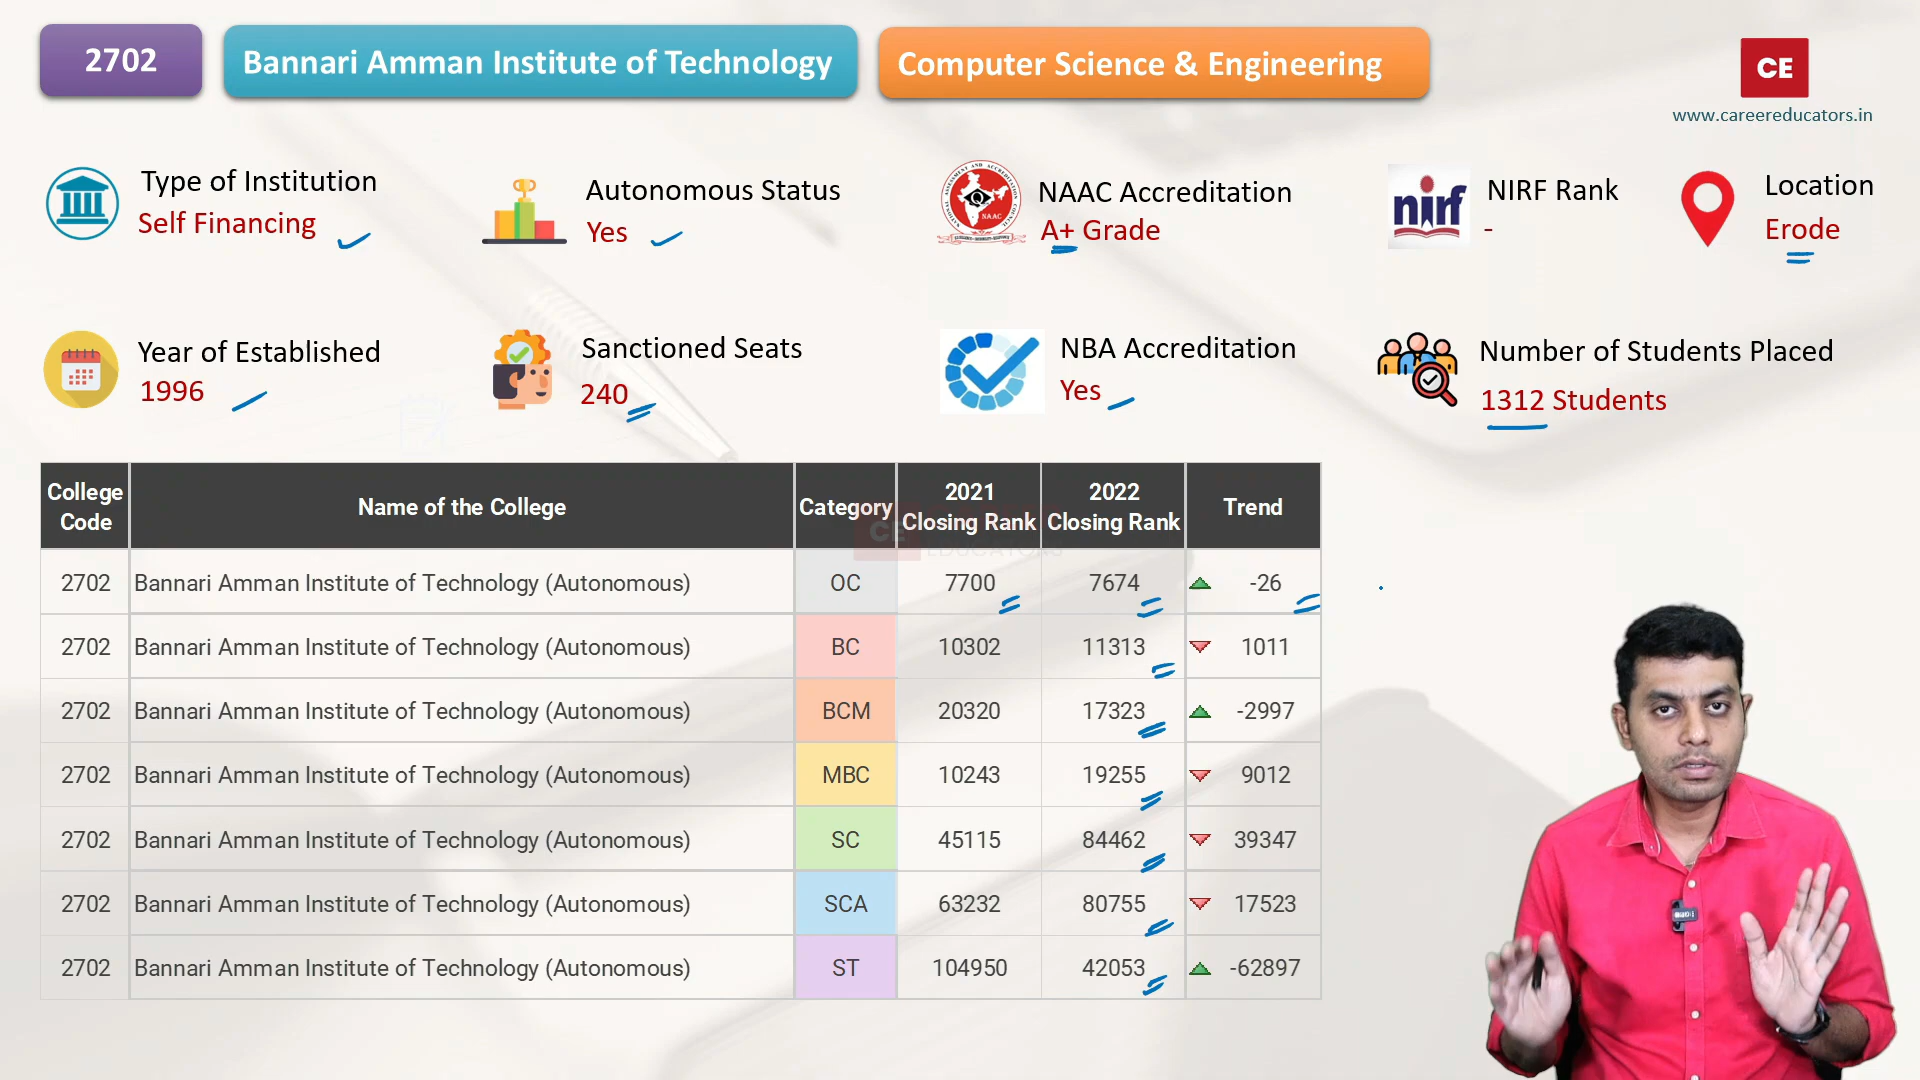 2702
Bannari Amman Institute of Technology
Computer Science & Engineering
CE
www.careereducators.in
Type of Institution
Self Financing
Autonomous Status
Yes
NAAC Accreditation
A+ Grade
nirf
NIRF Rank
-
Location
Erode
Year of Established
1996
Sanctioned Seats
240
NBA Accreditation
Yes
Number of Students Placed
1312 Students
College Code Name of the College Category 2021 Closing Rank 2022 Closing Rank Trend
2702 Bannari Amman Institute of Technology (Autonomous) OC 7700 7674 -26
2702 Bannari Amman Institute of Technology (Autonomous) BC 10302 11313 1011
2702 Bannari Amman Institute of Technology (Autonomous) BCM 20320 17323 -2997
2702 Bannari Amman Institute of Technology (Autonomous) MBC 10243 19255 9012
2702 Bannari Amman Institute of Technology (Autonomous) SC 45115 84462 39347
2702 Bannari Amman Institute of Technology (Autonomous) SCA 63232 80755 17523
2702 Bannari Amman Institute of Technology (Autonomous) ST 104950 42053 -62897